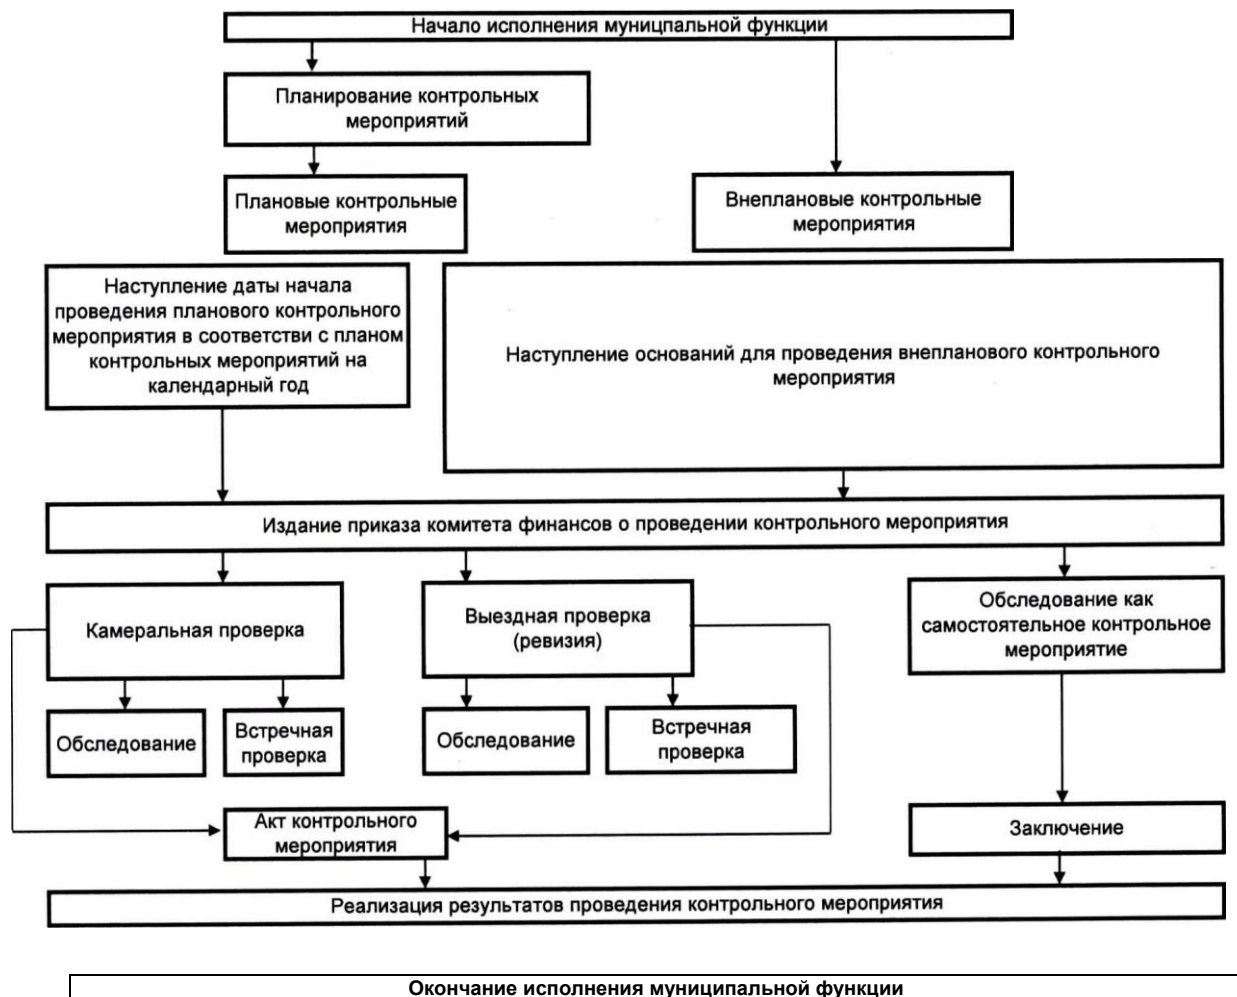 Начало исполнения муницпальной функции
Планирование контрольных
мероприятий
Плановые контрольные
мероприятия
Внеплановые контрольные
мероприятия
Наступление даты начала
проведения планового контрольного
мероприятия в соответстви с планом
контрольных мероприятий на
календарный год
Наступление оснований для проведения внепланового контрольного
мероприятия
Издание приказа комитета финансов о проведении контрольного мероприятия
Камеральная проверка
Выездная проверка
(ревизия)
Обследование как
самостоятельное контрольное
мероприятие
Обследование
Встречная
проверка
Обследование
Встречная
проверка
Акт контрольного
мероприятия
Заключение
Реализация результатов проведения контрольного мероприятия
Окончание исполнения муниципальной функции